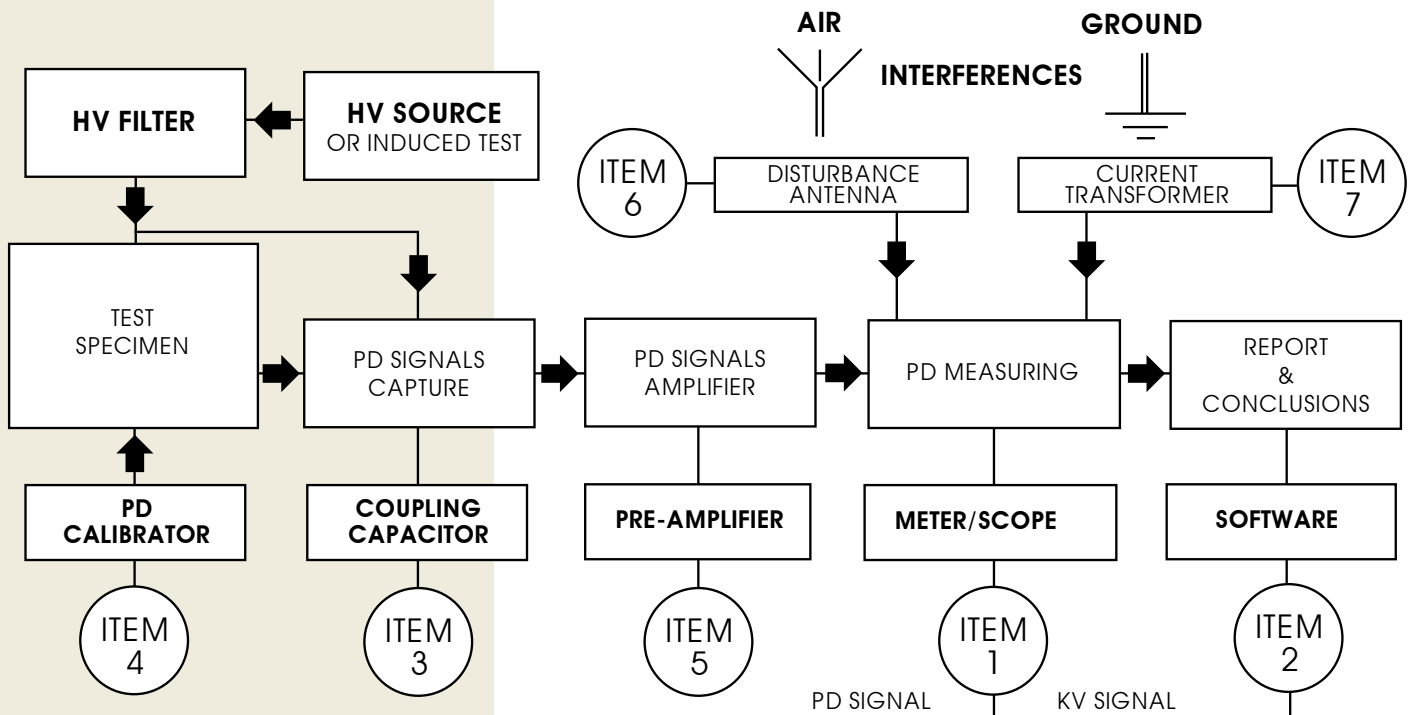 AIR
GROUND
INTERFERENCES
HV FILTER
HV SOURCE
OR INDUCED TEST
ITEM
6
DISTURBANCE
ANTENNA
CURRENT
TRANSFORMER
ITEM
7
TEST
SPECIMEN
PD SIGNALS
CAPTURE
PD SIGNALS
AMPLIFIER
PD MEASURING
REPORT
&
CONCLUSIONS
PD
CALIBRATOR
COUPLING
CAPACITOR
PRE-AMPLIFIER
METER/SCOPE
SOFTWARE
ITEM
4
ITEM
3
ITEM
5
ITEM
1
ITEM
2
PD SIGNAL
KV SIGNAL